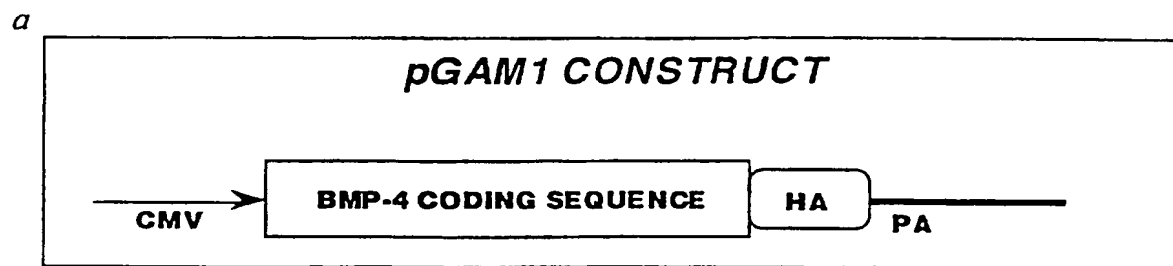 a
pGAM1 CONSTRUCT
BMP-4 CODING SEQUENCE
HA
CMV
PA